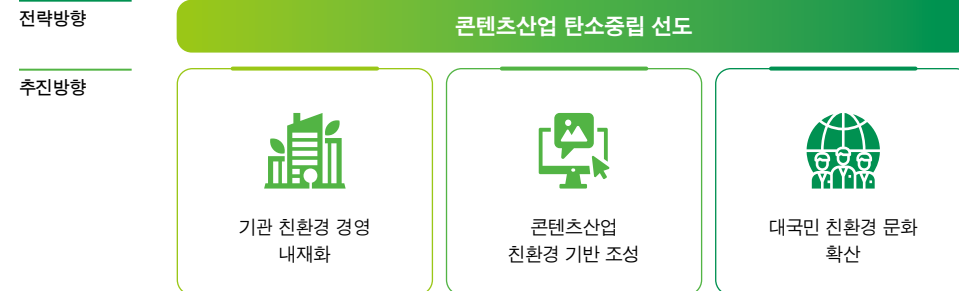 전략방향
콘텐츠산업 탄소중립 선도
추진방향
기관 친환경 경영
내재화
콘텐츠산업
친환경 기반 조성
대국민 친환경 문화
확산